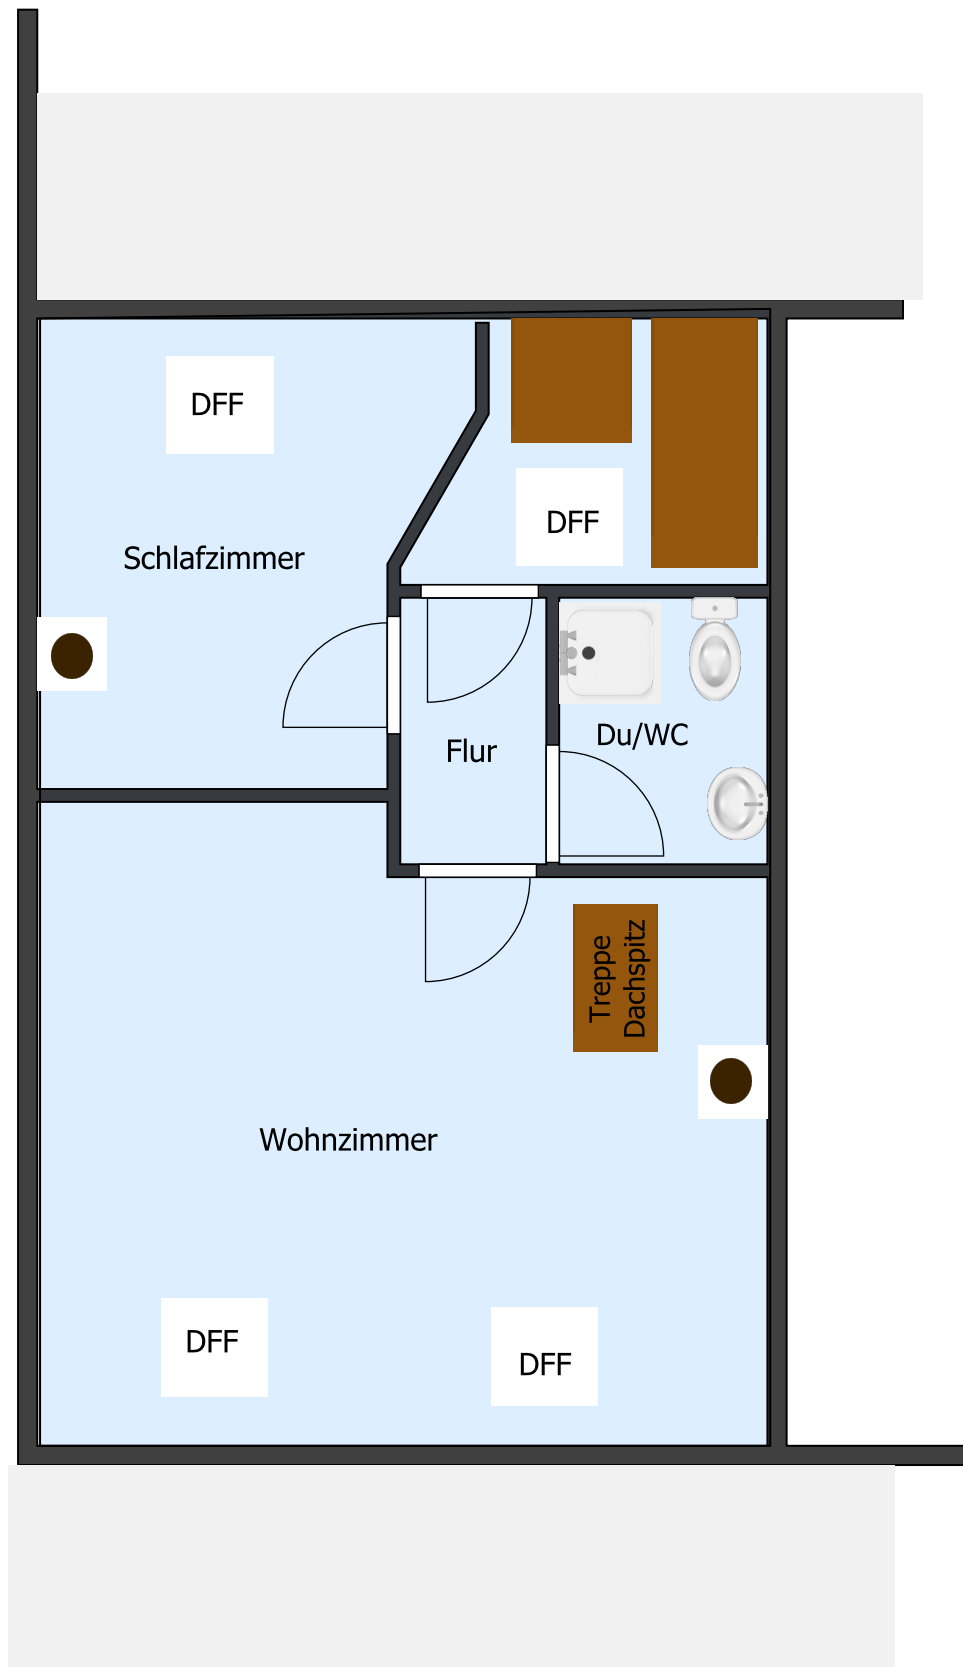 DFF
DFF
Schlafzimmer
Du/WC
Flur
Treppe
Dachspitz
Wohnzimmer
DFF
DFF